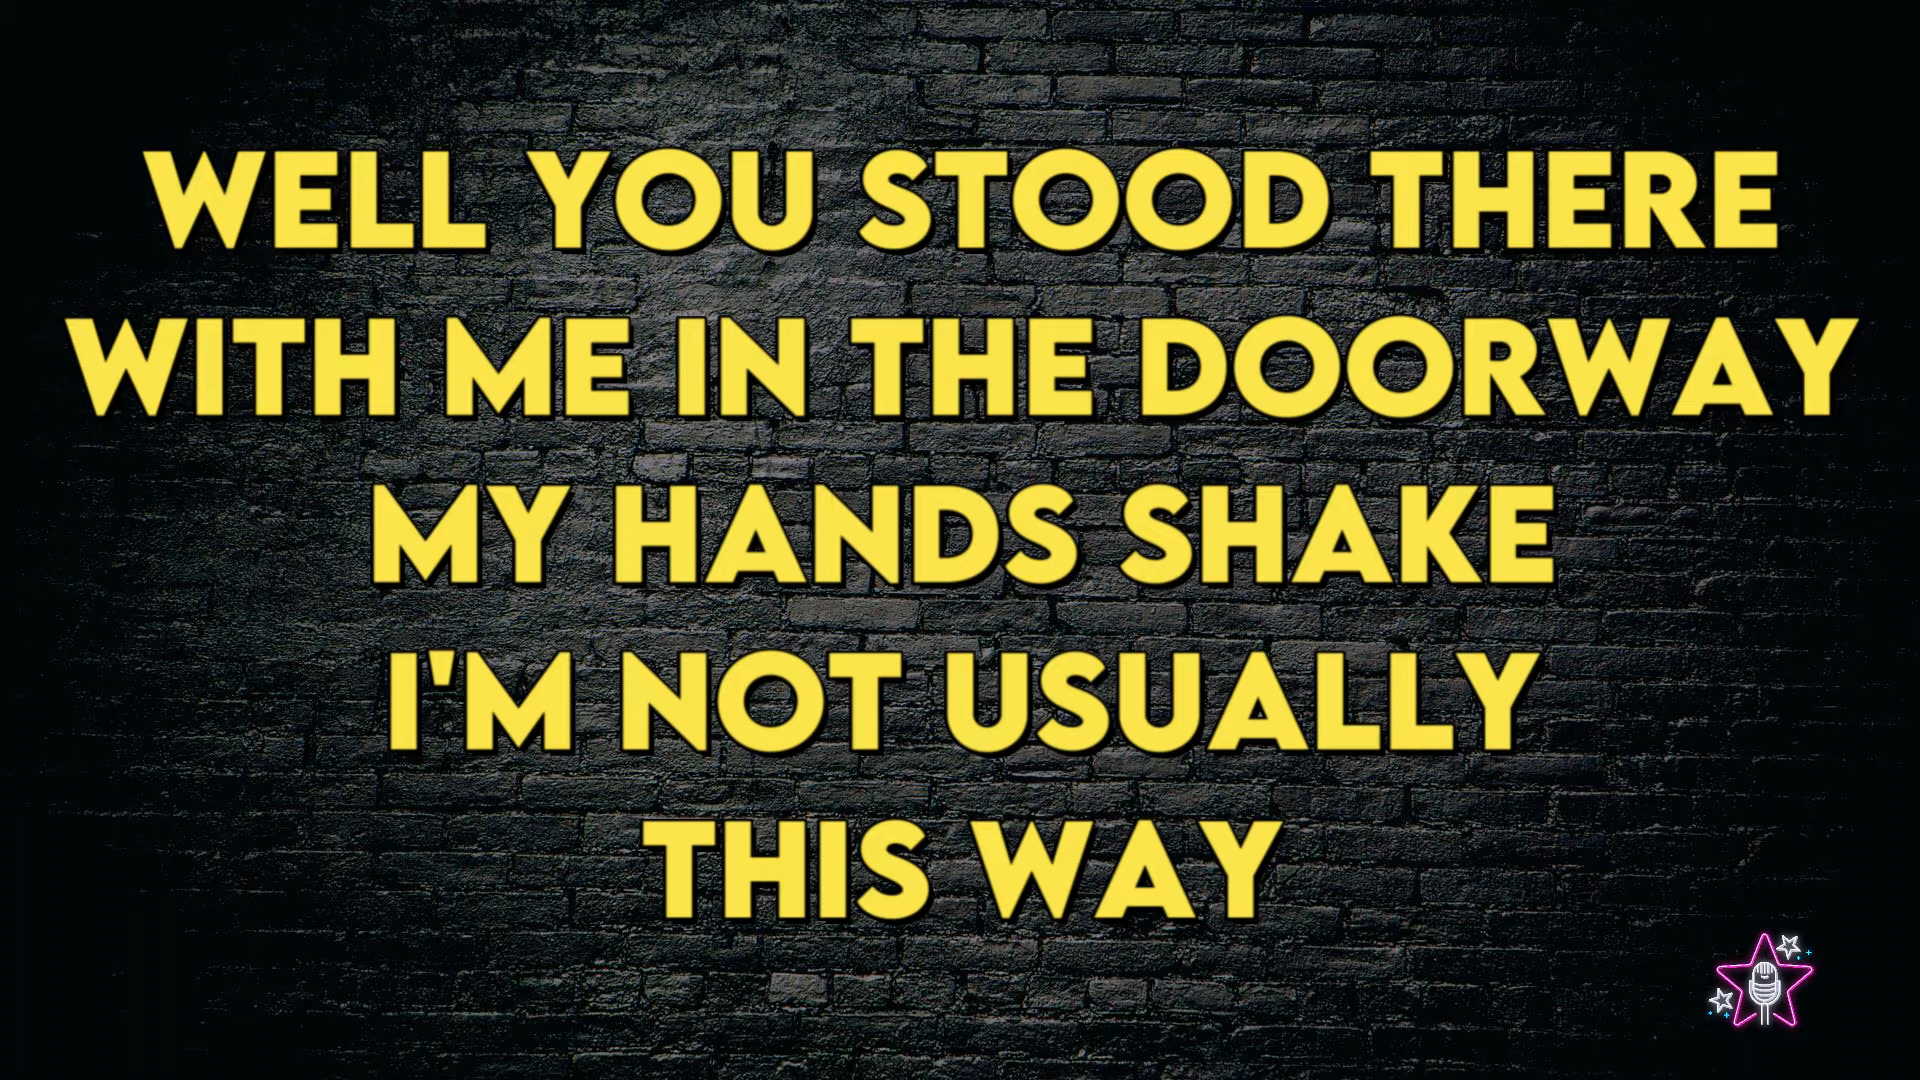 WELL YOU STOOD THERE
WITH ME IN THE DOORWAY
MY HANDS SHAKE
I'M NOT USUALLY
THIS WAY